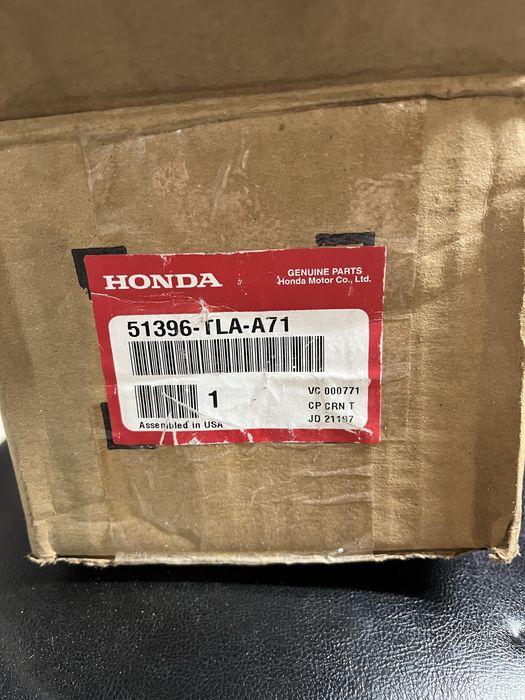 HONDA
GENUINE PARTS
Honda Motor Co., Ltd.
51396-TLA-A71
1
VC 000771
CP CRN T
JD 21187
Assembled in USA